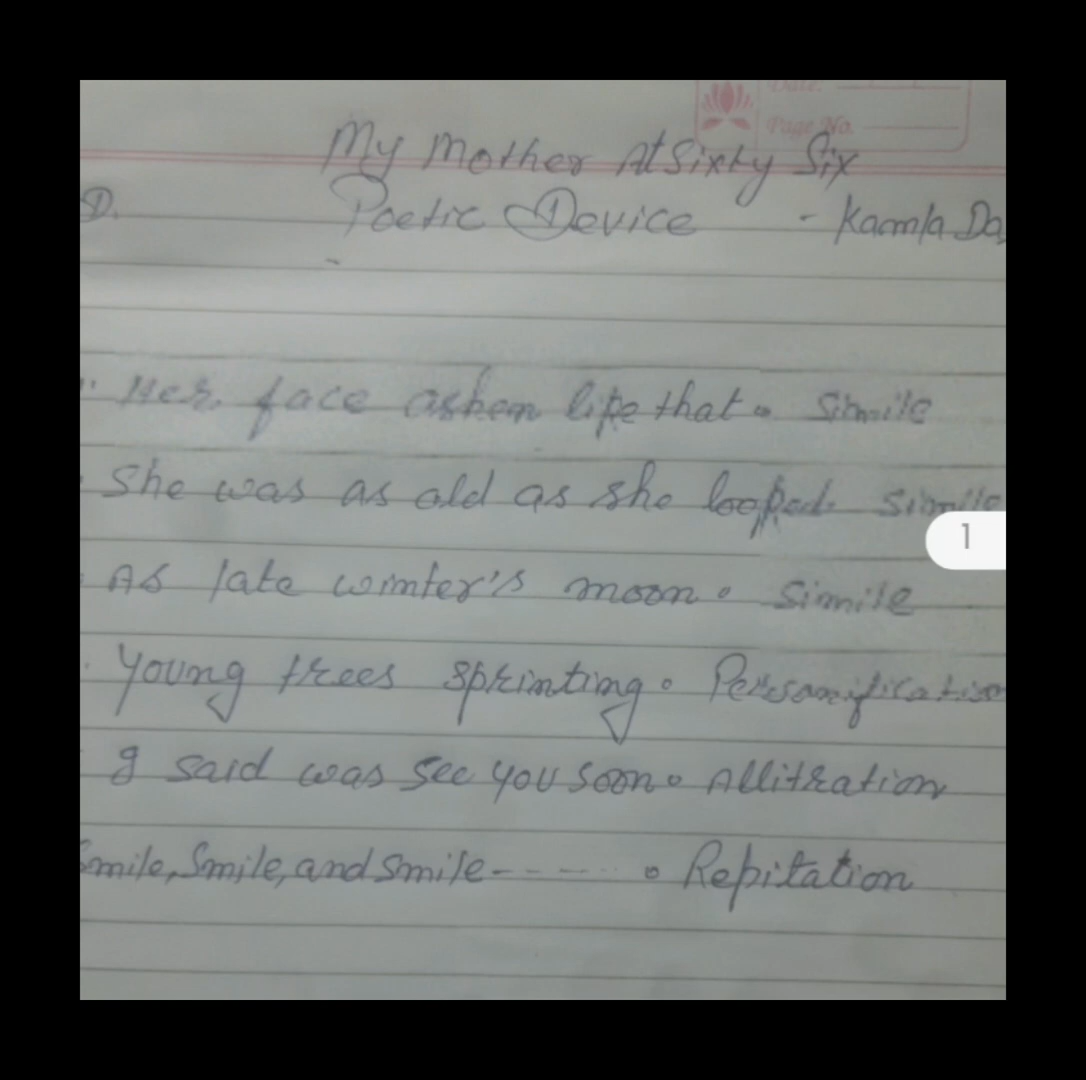 Date.
Page No.
My Mother At Sixty Six
D. Poetic Device - Kamla Da
Her face ashen like that. Simile
She was as old as she looked. Simile
1
As late winter's moon. Simile
Young trees sprinting. Personification
I said was see you soon. Allitration
Smile, Smile, and Smile------. Repitation